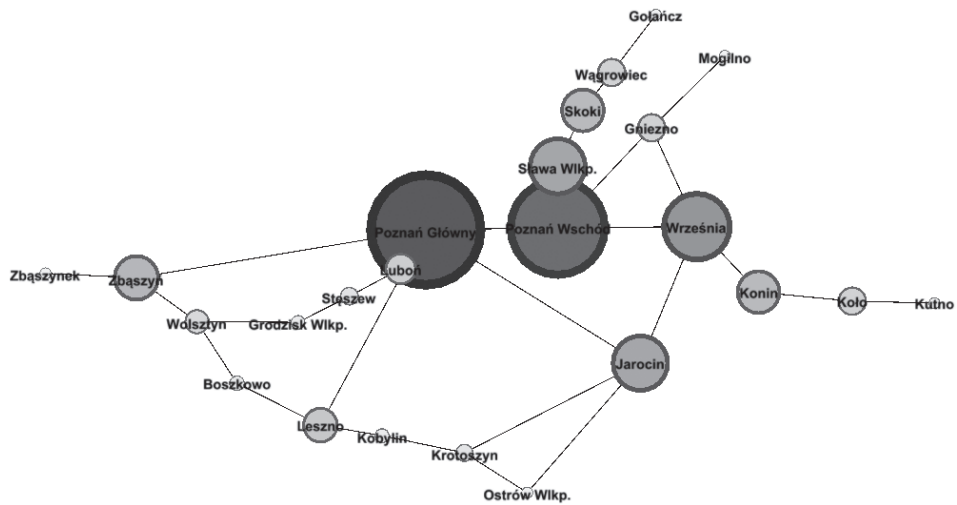 Gołańcz
Mogilno
Wągrowiec
Skoki
Gniezno
Sława Wlkp.
Poznań Główny
Poznań Wschód
Września
Luboń
Zbąszynek
Zbąszyń
Stęszew
Konin
Koło
Kutno
Wolsztyn
Grodzisk Wlkp.
Jarocin
Boszkowo
Leszno
Kobylin
Krotoszyn
Ostrów Wlkp.